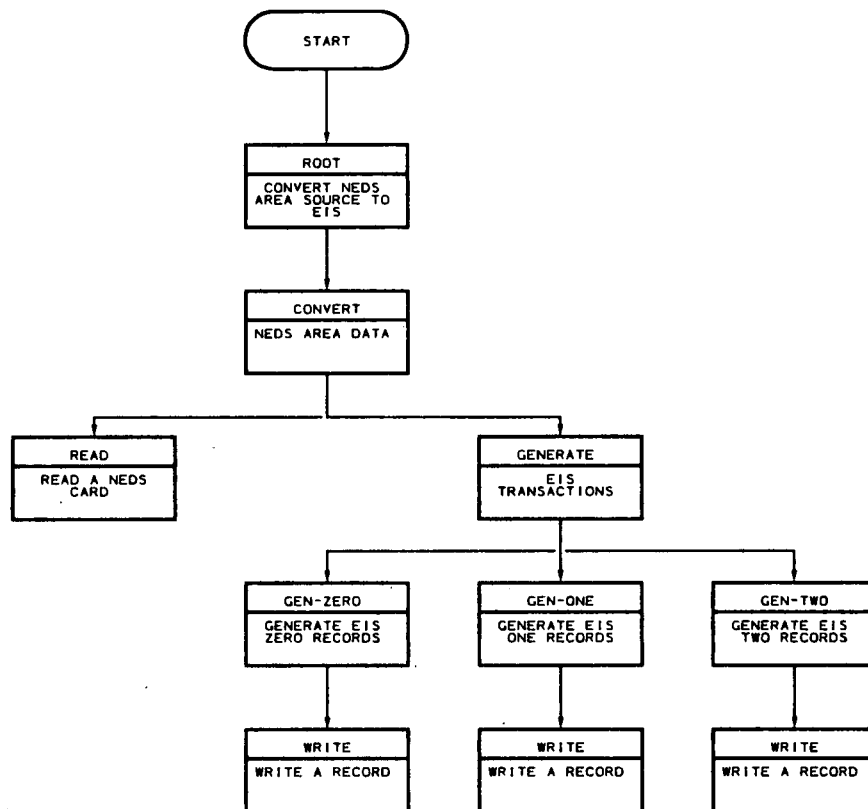 START
ROOT
CONVERT NEDS
AREA SOURCE TO
EIS
CONVERT
NEDS AREA DATA
READ
READ A NEDS
CARD
GENERATE
EIS
TRANSACTIONS
GEN-ZERO
GENERATE EIS
ZERO RECORDS
GEN-ONE
GENERATE EIS
ONE RECORDS
GEN-TWO
GENERATE EIS
TWO RECORDS
WRITE
WRITE A RECORD
WRITE
WRITE A RECORD
WRITE
WRITE A RECORD